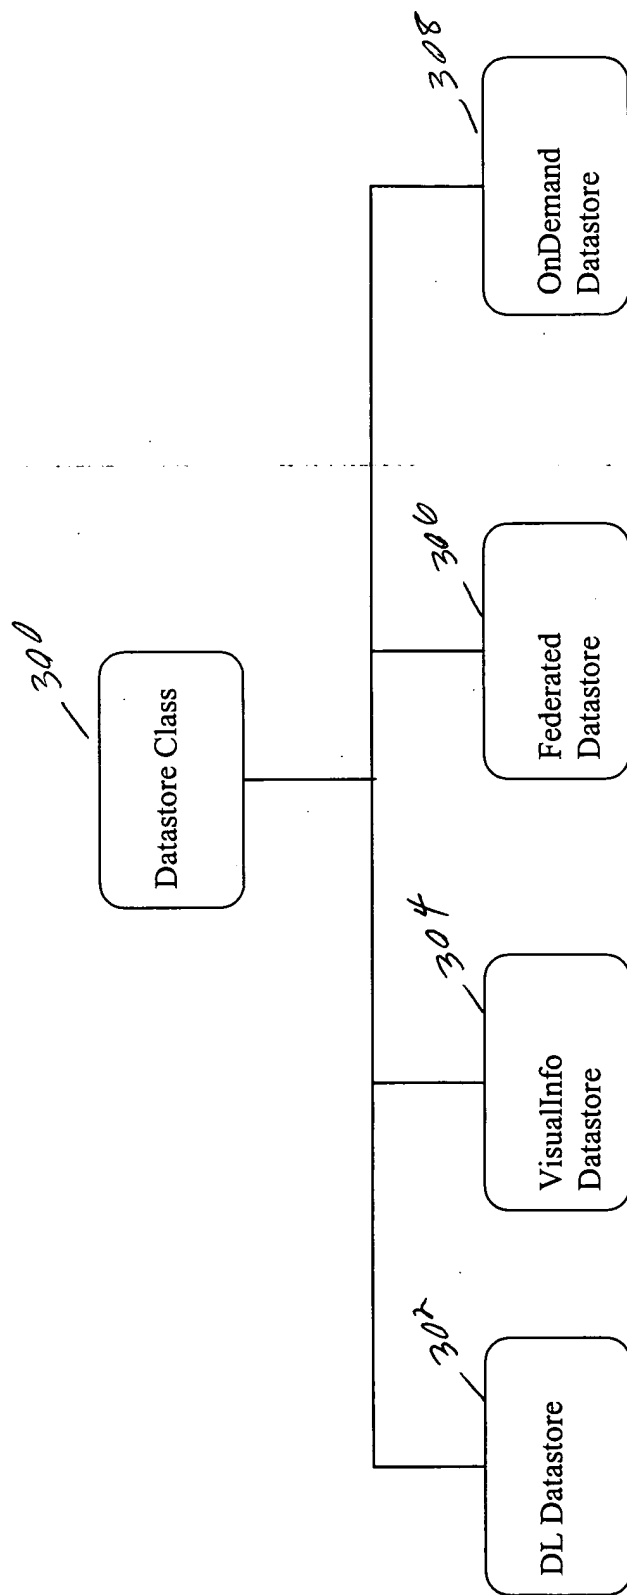 300
Datastore Class
302
DL Datastore
304
VisualInfo
Datastore
306
Federated
Datastore
308
OnDemand
Datastore